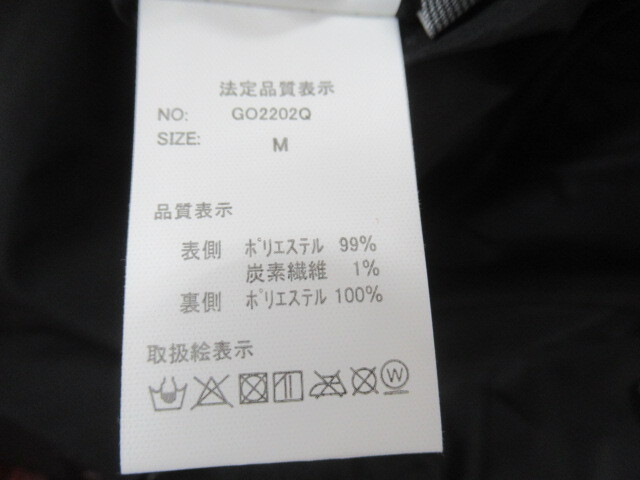 法定品質表示
NO: GO2202Q
SIZE: M
品質表示
表側 ﾎﾟﾘｴｽﾃﾙ 99%
炭素繊維 1%
裏側 ﾎﾟﾘｴｽﾃﾙ 100%
取扱絵表示
W